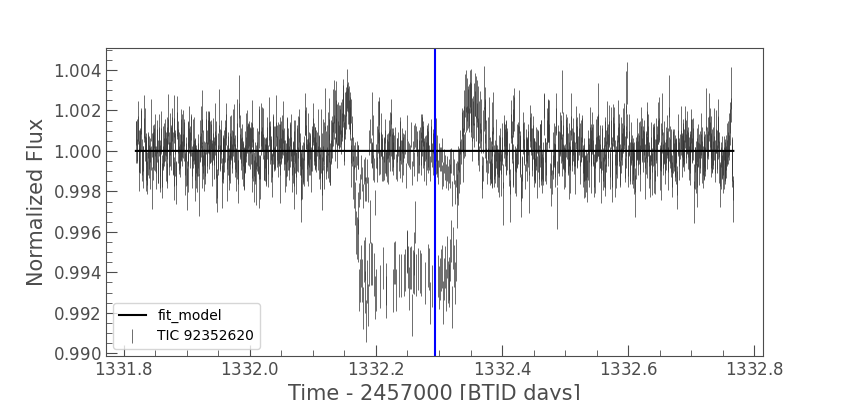 1.004
1.002
1.000
0.998
0.996
0.994
0.992
0.990
Normalized Flux
fit_model
TIC 92352620
1331.8 1332.0 1332.2 1332.4 1332.6 1332.8
Time - 2457000 [BTJD days]